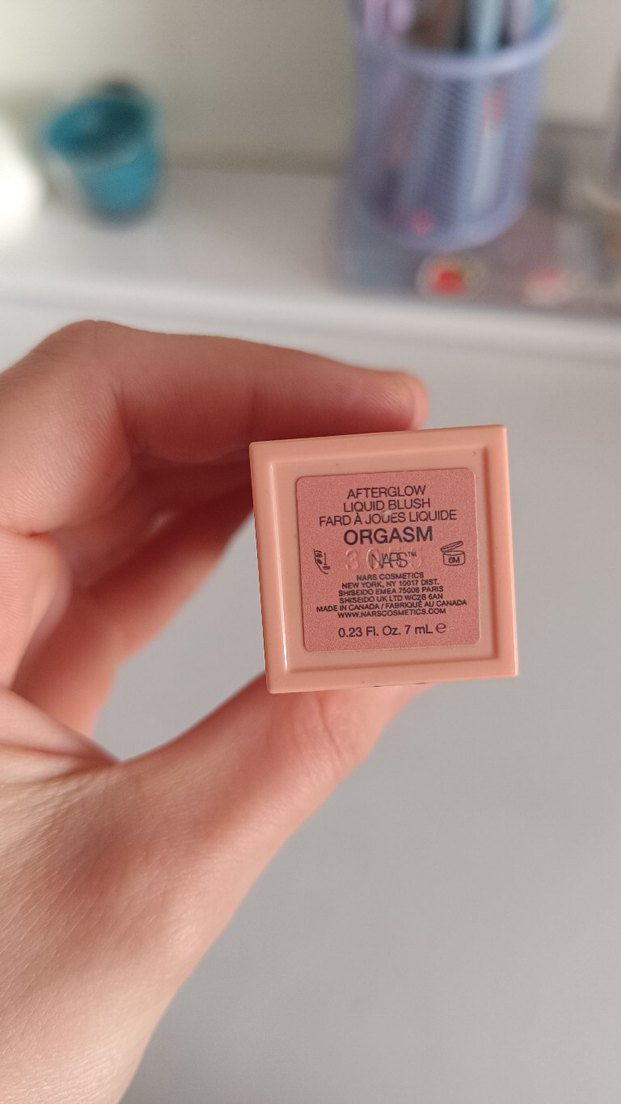 AFTERGLOW
LIQUID BLUSH
FARD À JOUES LIQUIDE
ORGASM
NARS™
6M
NARS COSMETICS
NEW YORK, NY 10017 DIST.
SHISEIDO EMEA 75008 PARIS
SHISEIDO UK LTD WC2B 6AN
MADE IN CANADA / FABRIQUÉ AU CANADA
WWW.NARSCOSMETICS.COM
0.23 Fl. Oz. 7 mL ℮